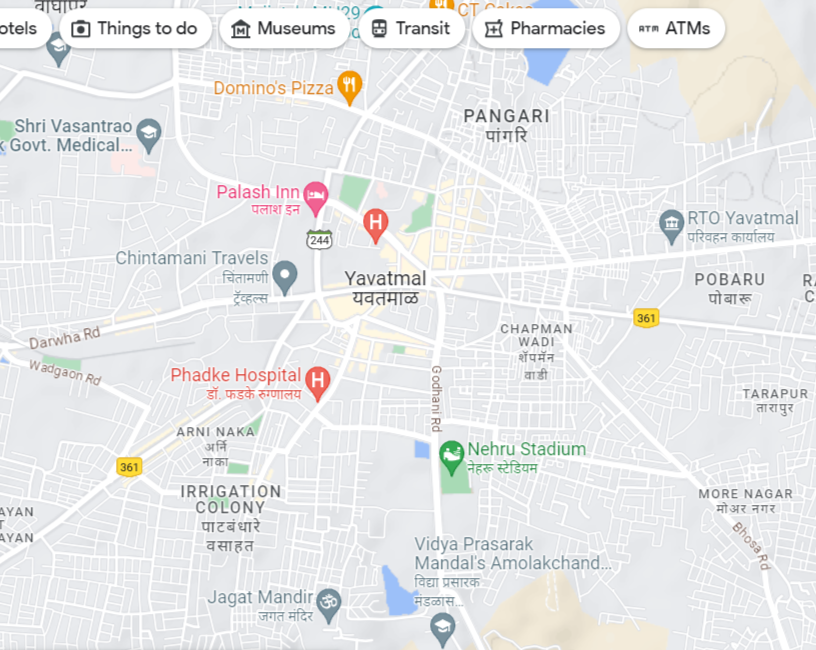 otels
Things to do
Museums
Transit
Pharmacies
ATM ATMs
वाघापूर
CT Cakes
Domino's Pizza
PANGARI
पांगरि
Shri Vasantrao
k Govt. Medical...
Palash Inn
पलाश इन
H
244
RTO Yavatmal
परिवहन कार्यालय
Chintamani Travels
चिंतामणी
ट्रॅव्हल्स
Yavatmal
यवतमाळ
POBARU
पोबारू
RA
C
361
Darwha Rd
CHAPMAN
WADI
शॅपमॅन
वाडी
Wadgaon Rd
Phadke Hospital
डॉ. फडके रुग्णालय
H
Godhani Rd
TARAPUR
तारापुर
ARNI NAKA
अर्नि
नाका
361
Nehru Stadium
नेहरू स्टेडियम
IRRIGATION
COLONY
पाटबंधारे
वसाहत
MORE NAGAR
मोअर नगर
AYAN
T
AYAN
Bhosa Rd
Vidya Prasarak
Mandal's Amolakchand...
विद्या प्रसारक
मंडळास...
Jagat Mandir
जगत मंदिर